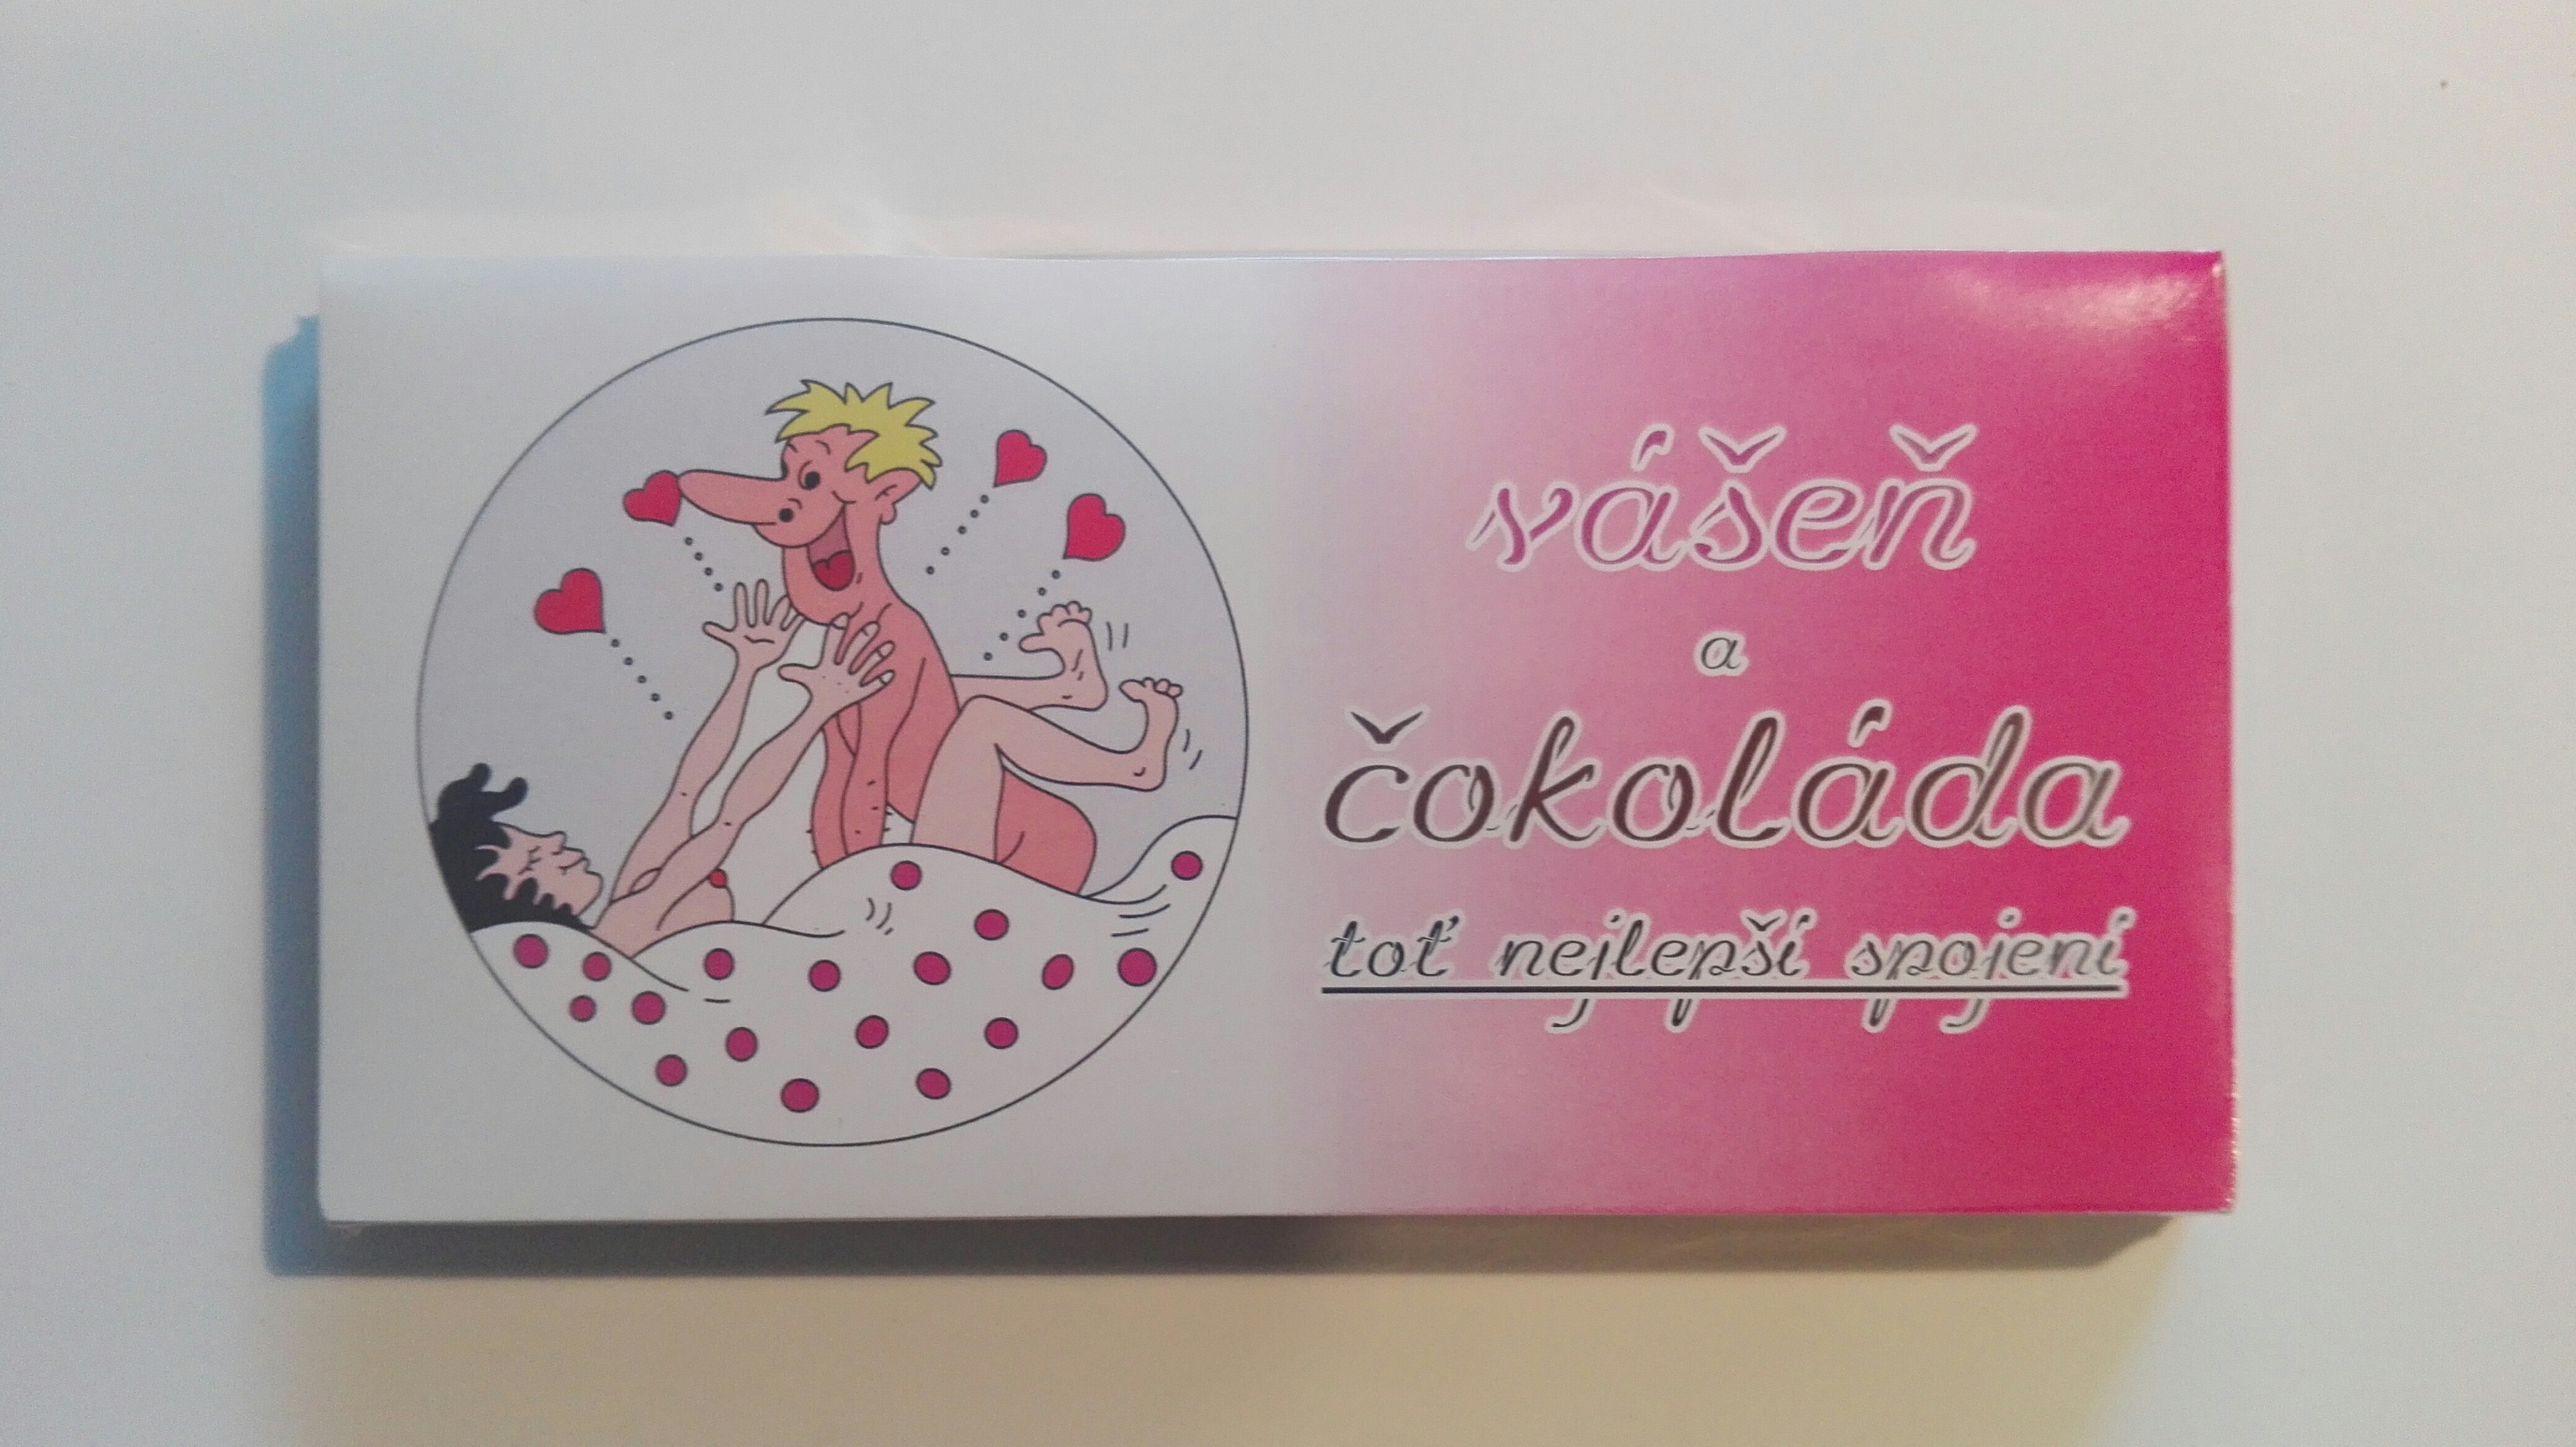 vášeň
a
čokoláda
toť nejlepší spojení